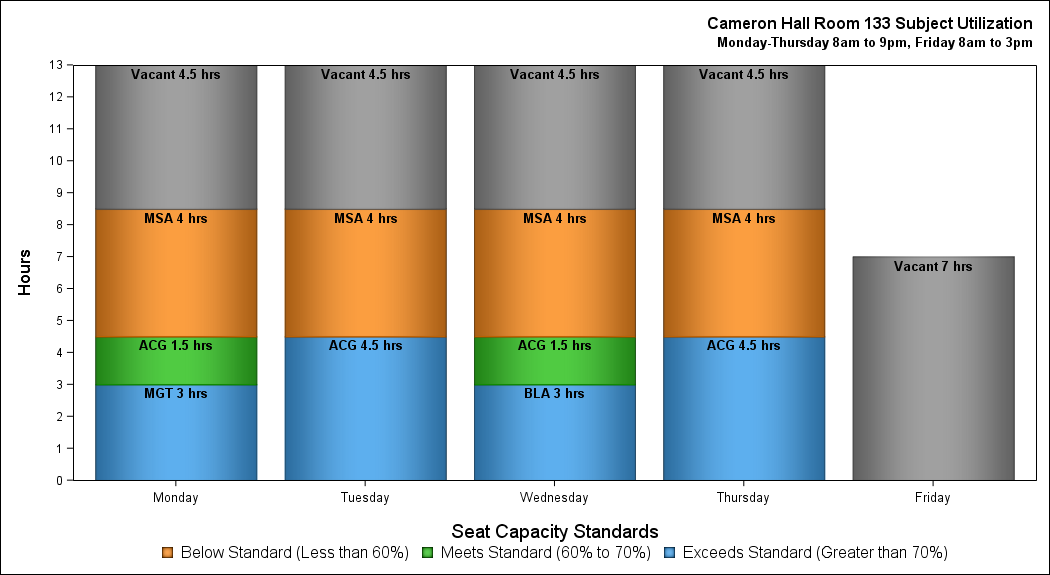 Cameron Hall Room 133 Subject Utilization
Monday-Thursday 8am to 9pm, Friday 8am to 3pm
Hours
13
12
11
10
9
8
7
6
5
4
3
2
1
0
Vacant 4.5 hrs
MSA 4 hrs
ACG 1.5 hrs
MGT 3 hrs
Vacant 4.5 hrs
MSA 4 hrs
ACG 4.5 hrs
Vacant 4.5 hrs
MSA 4 hrs
ACG 1.5 hrs
BLA 3 hrs
Vacant 4.5 hrs
MSA 4 hrs
ACG 4.5 hrs
Vacant 7 hrs
Monday Tuesday Wednesday Thursday Friday
Seat Capacity Standards
Below Standard (Less than 60%) Meets Standard (60% to 70%) Exceeds Standard (Greater than 70%)